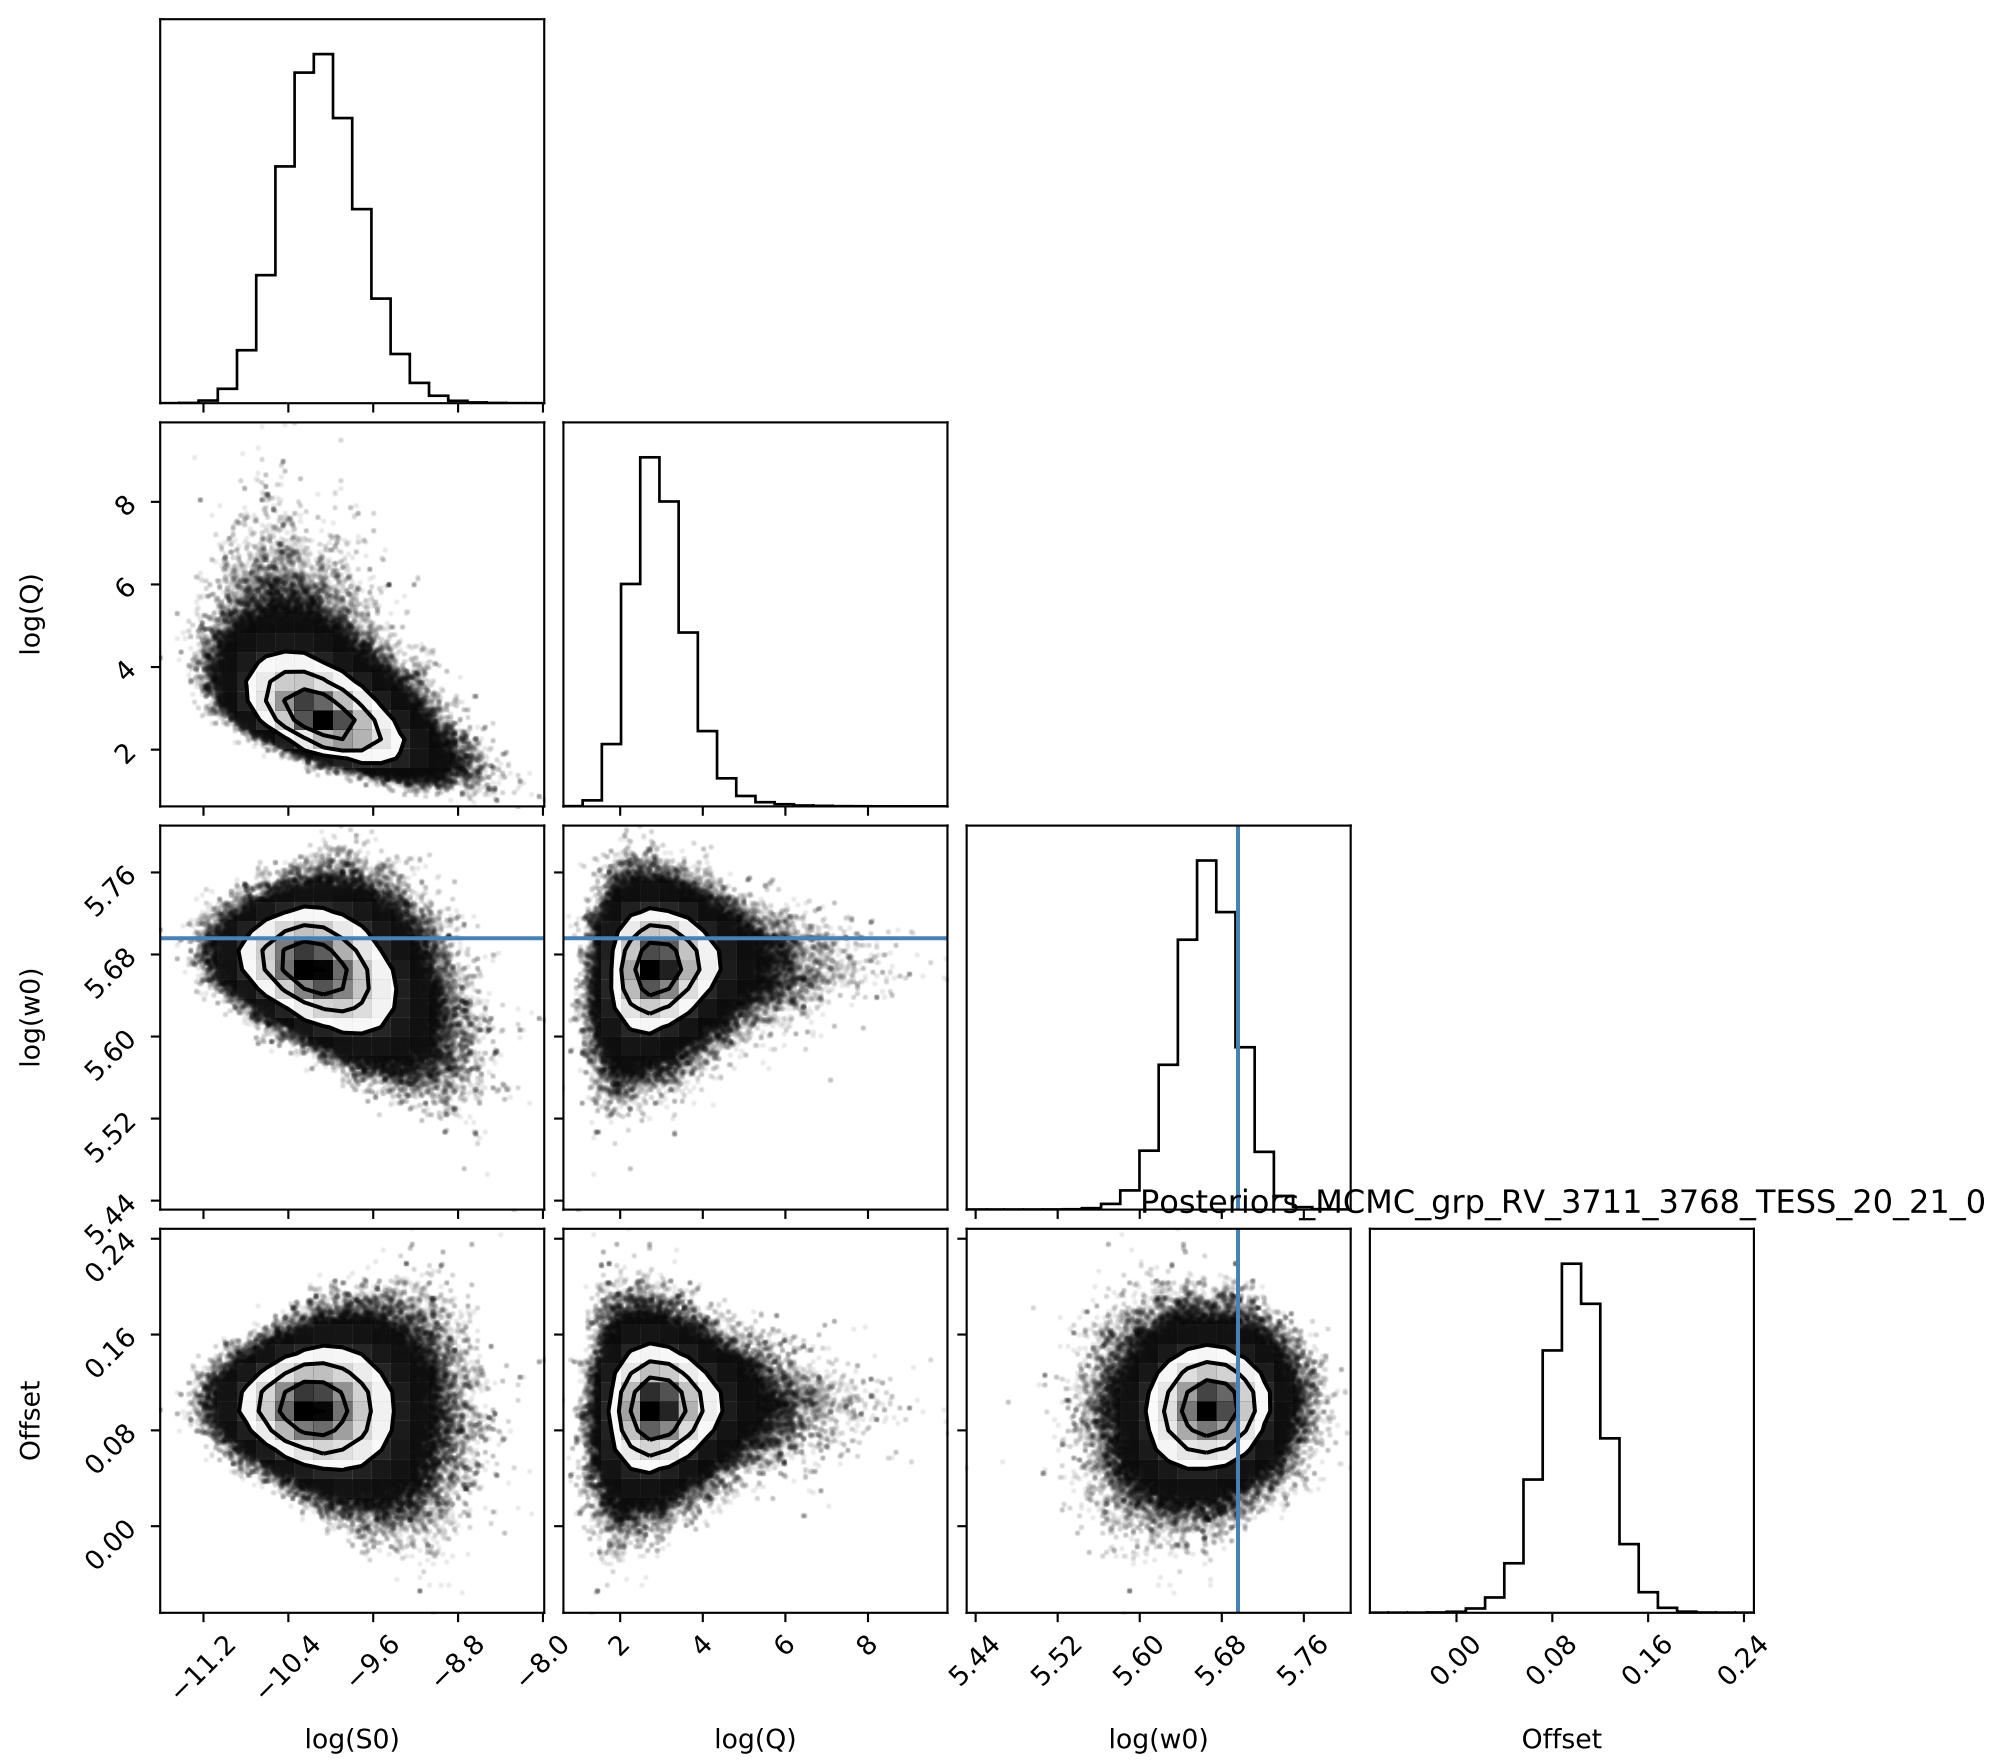 log(Q)
8
6
4
2
log(w0)
5.76
5.68
5.60
5.52
5.44
Posteriors_MCMC_grp_RV_3711_3768_TESS_20_21_0
Offset
0.24
0.16
0.08
0.00
−11.2 −10.4 −9.6 −8.8 −8.0 2 4 6 8 5.44 5.52 5.60 5.68 5.76 0.00 0.08 0.16 0.24
log(S0) log(Q) log(w0) Offset